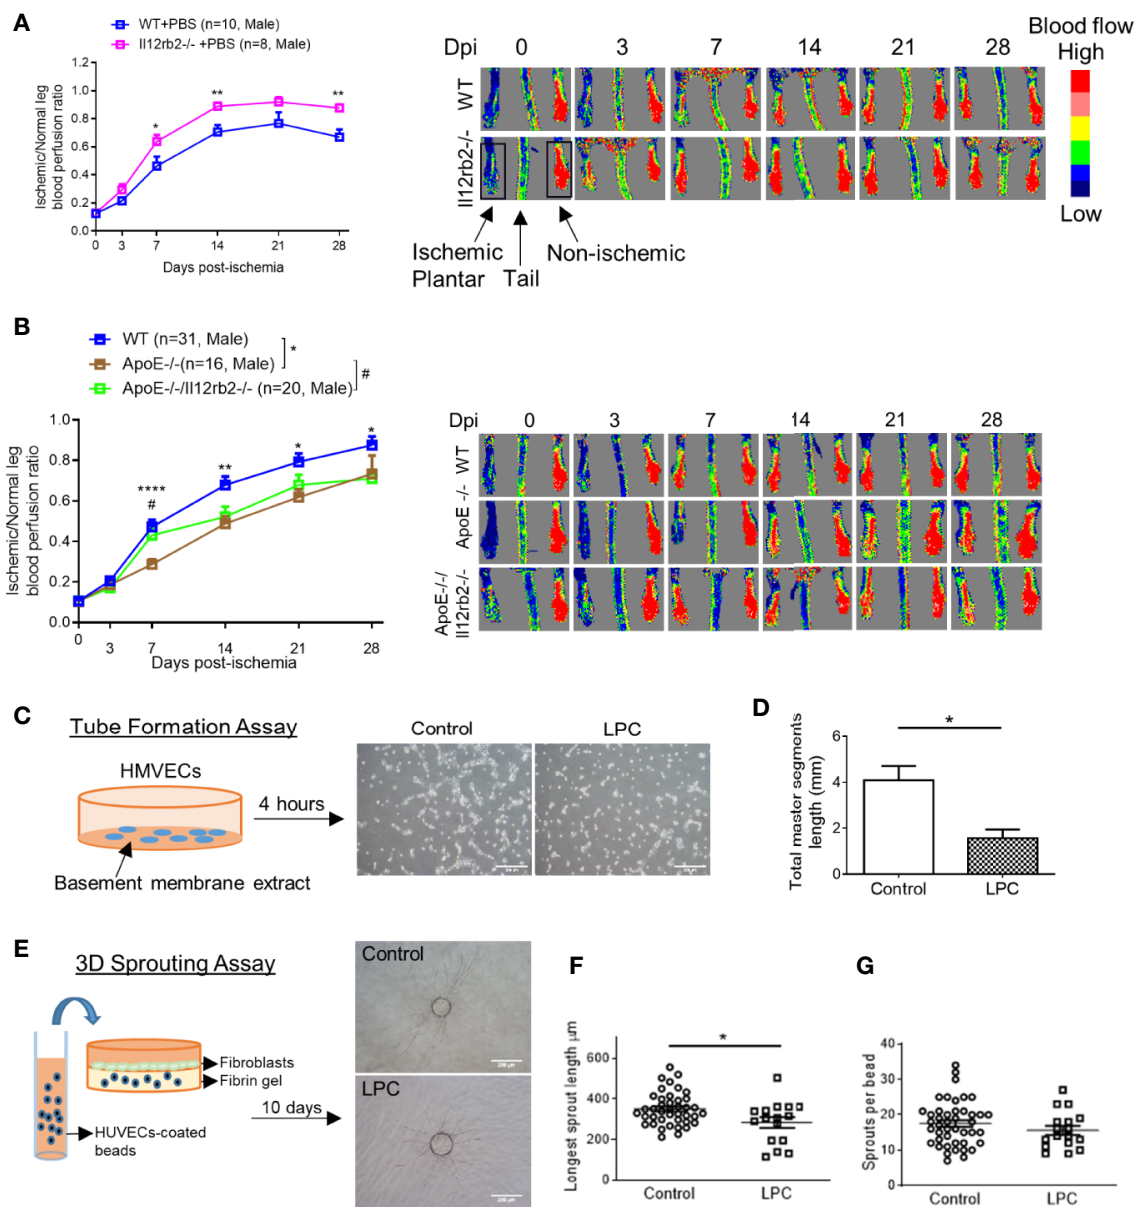 A
WT+PBS (n=10, Male)
Il12rb2-/- +PBS (n=8, Male)
Ischemic/Normal leg
blood perfusion ratio
1.2
1.0
0.8
0.6
0.4
0.2
0.0
*
**
**
0 3 7 14 21 28
Days post-ischemia
Dpi 0 3 7 14 21 28
WT
Il12rb2-/-
Ischemic
Plantar
Tail
Non-ischemic
Blood flow
High
Low
B
WT (n=31, Male)
ApoE-/-(n=16, Male)
ApoE-/-/Il12rb2-/- (n=20, Male)
*
#
Ischemic/Normal leg
blood perfusion ratio
1.0
0.8
0.6
0.4
0.2
0.0
****
#
**
*
*
0 3 7 14 21 28
Days post-ischemia
Dpi 0 3 7 14 21 28
WT
ApoE -/-
ApoE-/-/
Il12rb2-/-
C
Tube Formation Assay
HMVECs
4 hours
Basement membrane extract
Control
LPC
D
Total master segments
length (mm)
6
4
2
0
*
Control
LPC
E
3D Sprouting Assay
Fibroblasts
Fibrin gel
HUVECs-coated
beads
10 days
Control
200 μm
LPC
200 μm
F
Longest sprout length μm
600
400
200
0
*
Control
LPC
G
Sprouts per bead
40
30
20
10
0
Control
LPC